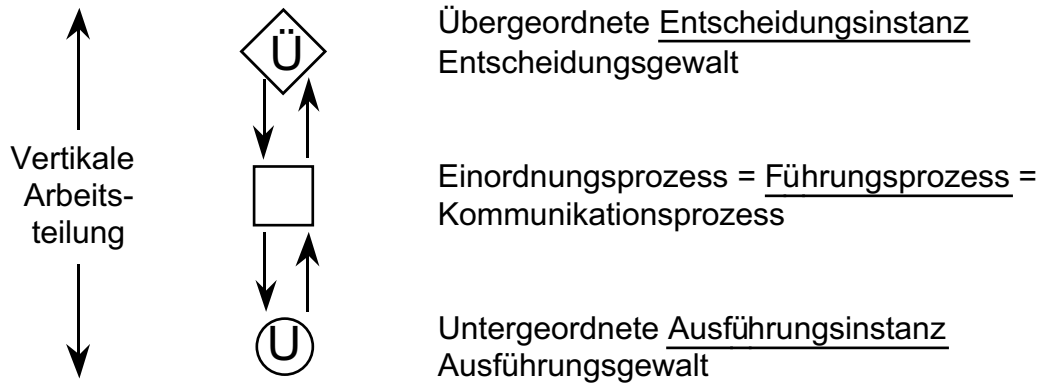 Ü
Übergeordnete Entscheidungsinstanz
Entscheidungsgewalt
Vertikale
Arbeits-
teilung
Einordnungsprozess = Führungsprozess =
Kommunikationsprozess
U
Untergeordnete Ausführungsinstanz
Ausführungsgewalt